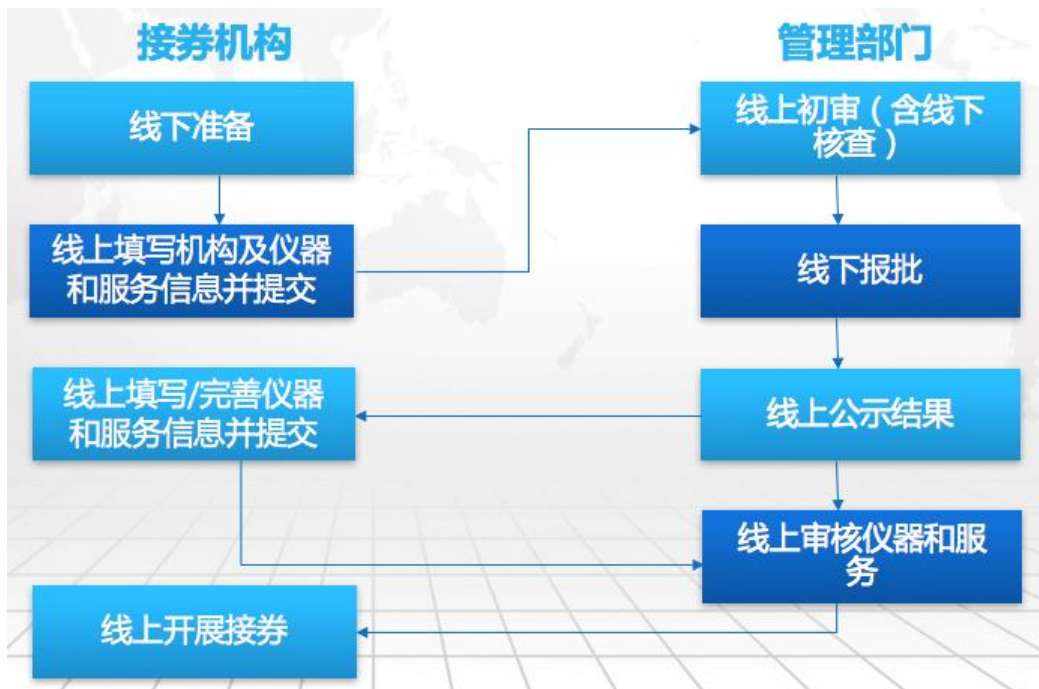 接券机构
管理部门
线下准备
线上初审（含线下
核查）
线上填写机构及仪器
和服务信息并提交
线下报批
线上填写/完善仪器
和服务信息并提交
线上公示结果
线上审核仪器和服
务
线上开展接券